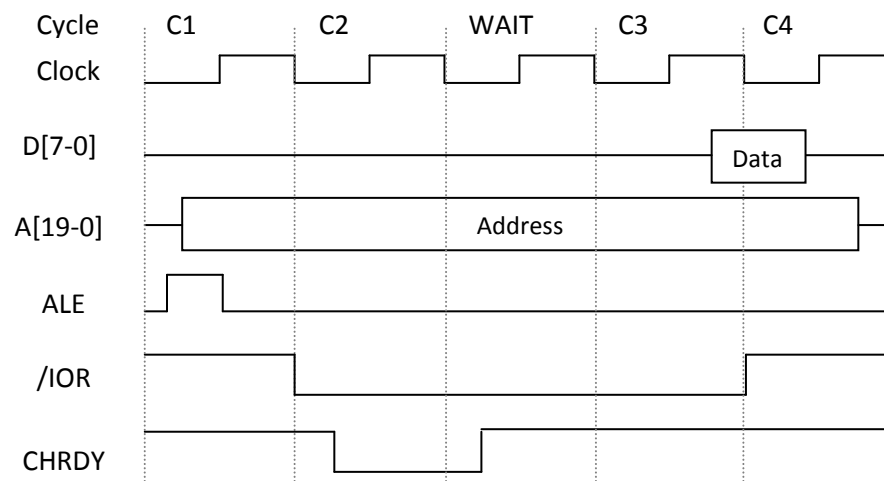 Cycle C1 C2 WAIT C3 C4
Clock
D[7-0] Data
A[19-0] Address
ALE
/IOR
CHRDY